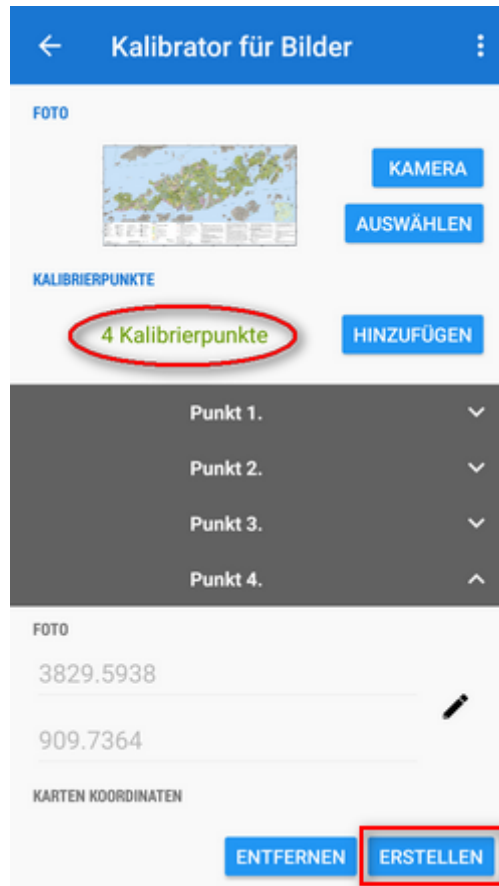 Kalibrator für Bilder
FOTO
KAMERA
AUSWÄHLEN
KALIBRIERPUNKTE
4 Kalibrierpunkte
HINZUFÜGEN
Punkt 1.
Punkt 2.
Punkt 3.
Punkt 4.
FOTO
3829.5938
909.7364
KARTEN KOORDINATEN
ENTFERNEN ERSTELLEN